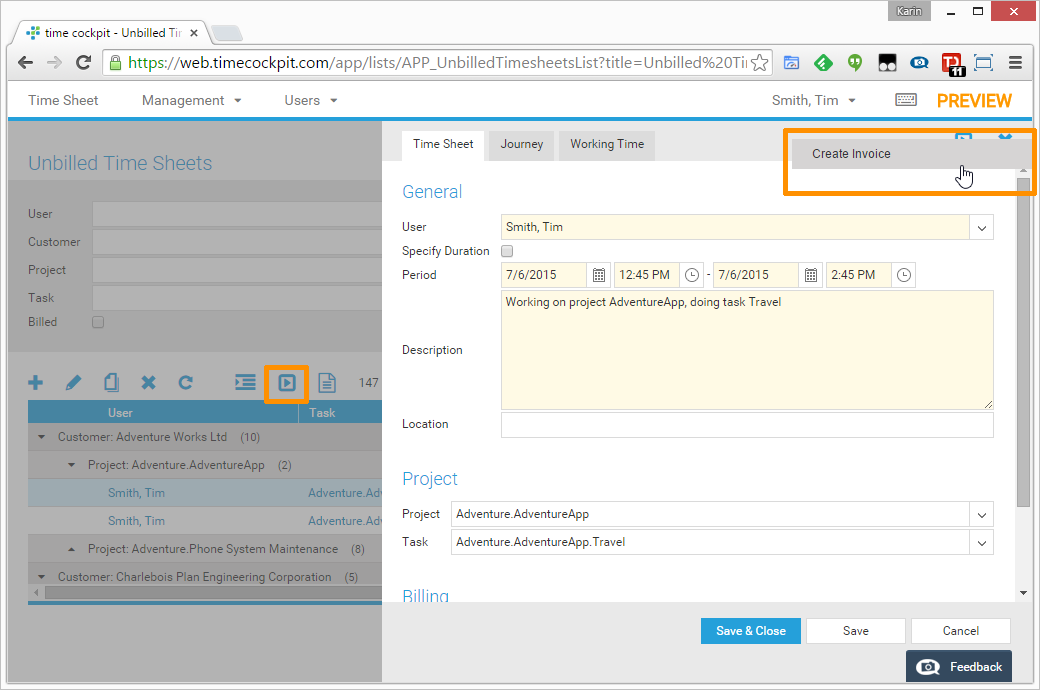 Karin
time cockpit - Unbilled Tir
https://web.timecockpit.com/app/lists/APP_UnbilledTimesheetsList?title=Unbilled%20Tir
11
Time Sheet Management Users Smith, Tim PREVIEW
Unbilled Time Sheets
User
Customer
Project
Task
Billed
147
User Task
Customer: Adventure Works Ltd (10)
Project: Adventure.AdventureApp (2)
Smith, Tim Adventure.Adv
Smith, Tim Adventure.Adv
Project: Adventure.Phone System Maintenance (8)
Customer: Charlebois Plan Engineering Corporation (5)
Time Sheet Journey Working Time
Create Invoice
General
User Smith, Tim
Specify Duration
Period 7/6/2015 12:45 PM - 7/6/2015 2:45 PM
Description Working on project AdventureApp, doing task Travel
Location
Project
Project Adventure.AdventureApp
Task Adventure.AdventureApp.Travel
Billing
Save & Close Save Cancel
Feedback